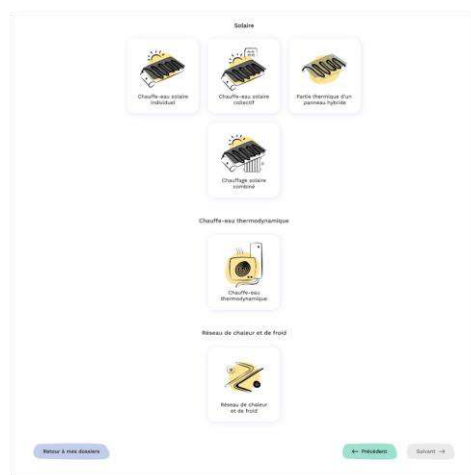 Solaire
Chauffe-eau solaire
individuel
Chauffe-eau solaire
collectif
Partie thermique d'un
panneau hybride
Chauffage solaire
combiné
Chauffe-eau thermodynamique
Chauffe-eau
thermodynamique
Réseau de chaleur et de froid
Réseau de chaleur
et de froid
Retour à mes dossiers
← Précédent
Suivant →